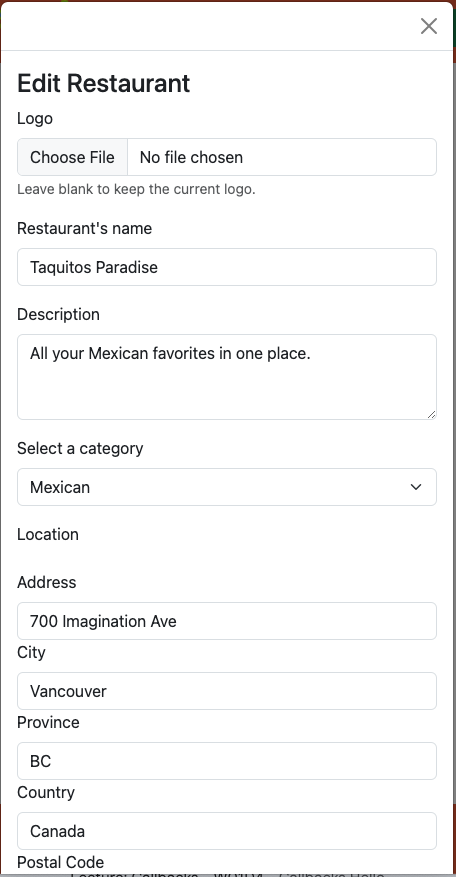 Edit Restaurant
Logo
Choose File No file chosen
Leave blank to keep the current logo.
Restaurant's name
Taquitos Paradise
Description
All your Mexican favorites in one place.
Select a category
Mexican
Location
Address
700 Imagination Ave
City
Vancouver
Province
BC
Country
Canada
Postal Code